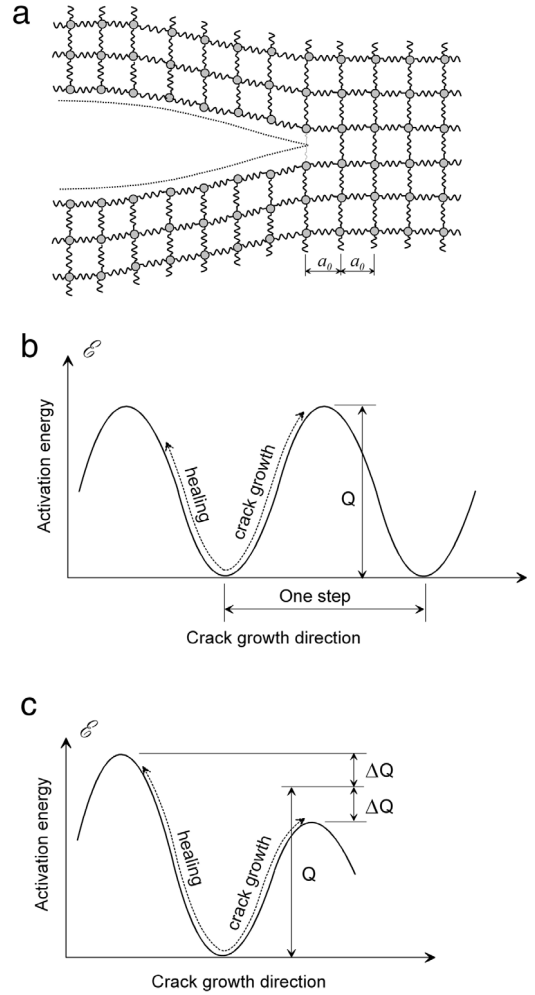 a
a₀ a₀
b
ℰ
Activation energy
healing
crack growth
Q
One step
Crack growth direction
c
ℰ
Activation energy
healing
crack growth
ΔQ
ΔQ
Q
Crack growth direction